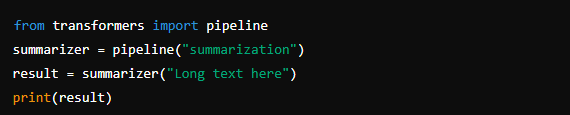 from transformers import pipeline
summarizer = pipeline("summarization")
result = summarizer("Long text here")
print(result)